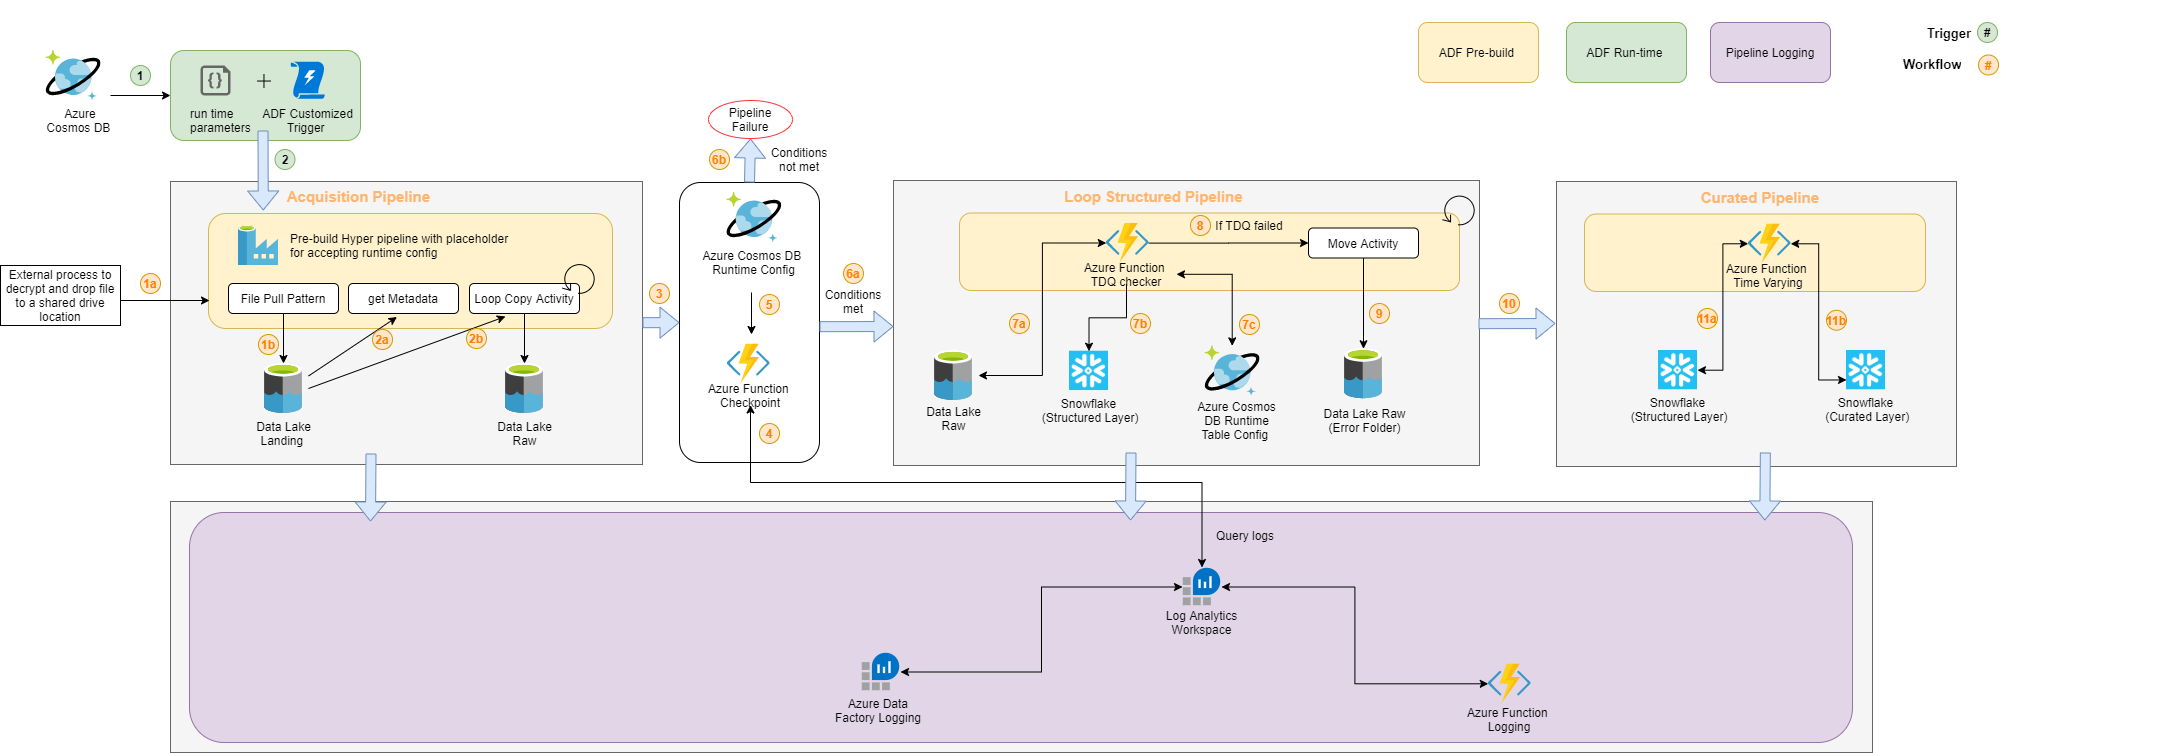 ADF Pre-build
ADF Run-time
Pipeline Logging
Trigger #
Workflow #
1
Azure
Cosmos DB
run time
parameters
+
ADF Customized
Trigger
2
Pipeline
Failure
6b
Conditions
not met
Acquisition Pipeline
Pre-build Hyper pipeline with placeholder
for accepting runtime config
External process to
decrypt and drop file
to a shared drive
location
1a
File Pull Pattern
get Metadata
Loop Copy Activity
1b
2a
2b
Data Lake
Landing
Data Lake
Raw
3
Azure Cosmos DB
Runtime Config
5
Azure Function
Checkpoint
4
6a
Conditions
met
Loop Structured Pipeline
Azure Function
TDQ checker
8
If TDQ failed
Move Activity
7a
7b
7c
9
Data Lake
Raw
Snowflake
(Structured Layer)
Azure Cosmos
DB Runtime
Table Config
Data Lake Raw
(Error Folder)
10
Curated Pipeline
Azure Function
Time Varying
11a
11b
Snowflake
(Structured Layer)
Snowflake
(Curated Layer)
Query logs
Log Analytics
Workspace
Azure Data
Factory Logging
Azure Function
Logging